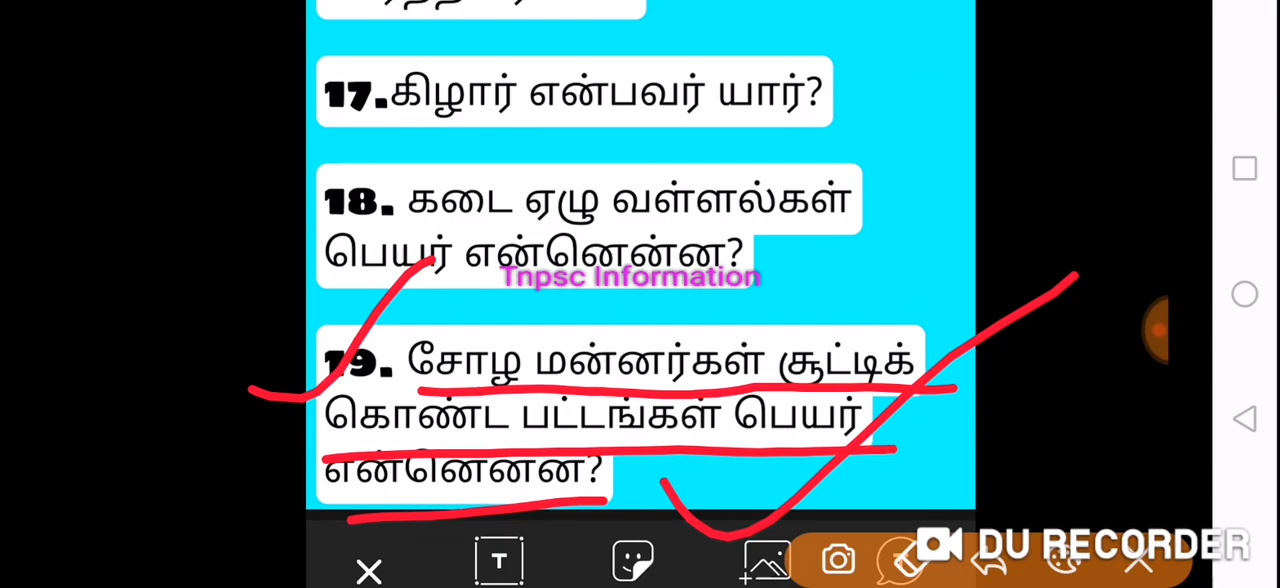 17.கிழார் என்பவர் யார்?
18. கடை ஏழு வள்ளல்கள்
பெயர் என்னென்ன?
Tnpsc Information
19. சோழ மன்னர்கள் சூட்டிக்
கொண்ட பட்டங்கள் பெயர்
என்னென்ன?
T
DU RECORDER